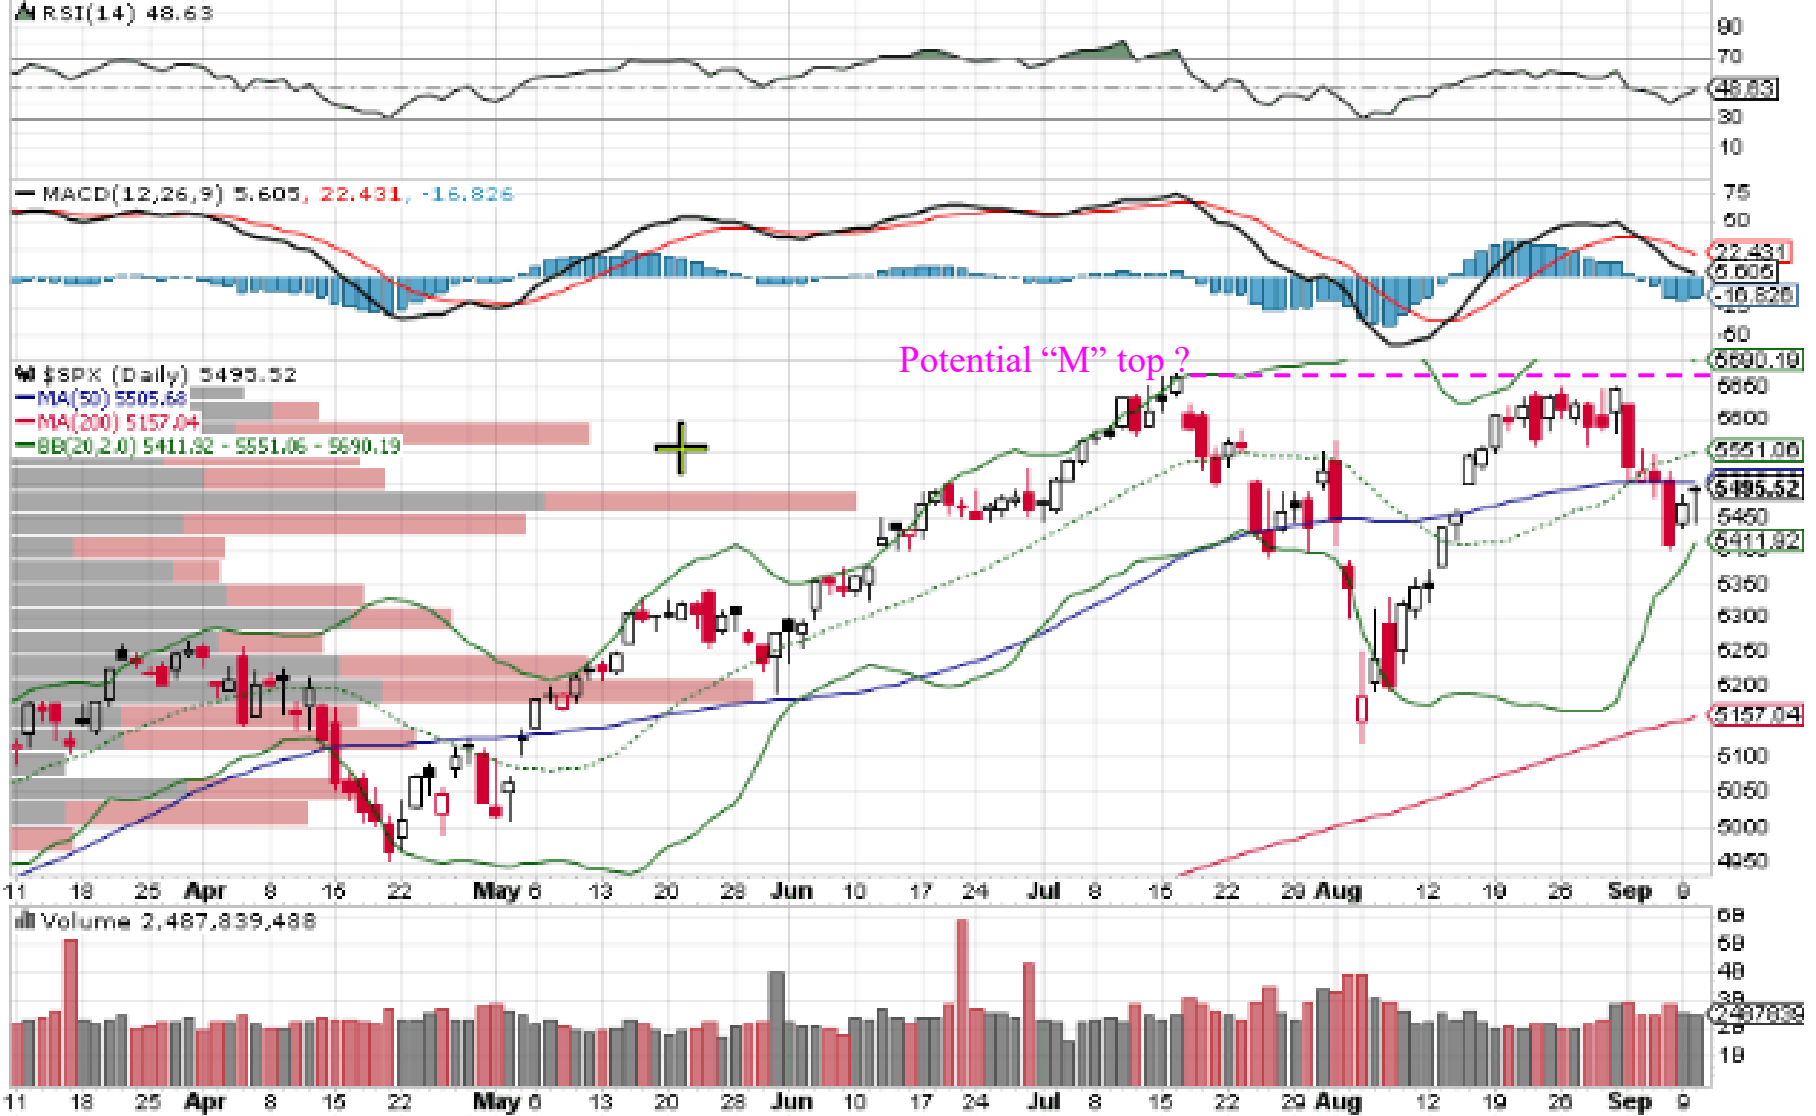 RSI(14) 48.63
90
70
48.63
30
10
MACD(12,26,9) 5.605, 22.431, -16.826
75
50
22.431
5.605
-16.826
-50
Potential “M” top ?
$SPX (Daily) 5495.52
MA(50) 5505.68
MA(200) 5157.04
BB(20,2.0) 5411.92 - 5551.06 - 5690.19
5690.19
5650
5600
5551.06
5495.52
5450
5411.92
5350
5300
5250
5200
5157.04
5100
5050
5000
4950
11 18 25 Apr 8 15 22 May 6 13 20 28 Jun 10 17 24 Jul 8 15 22 29 Aug 12 19 26 Sep 9
Volume 2,487,839,488
6B
5B
4B
3B
2487839
2B
1B
11 18 25 Apr 8 15 22 May 6 13 20 28 Jun 10 17 24 Jul 8 15 22 29 Aug 12 19 26 Sep 9